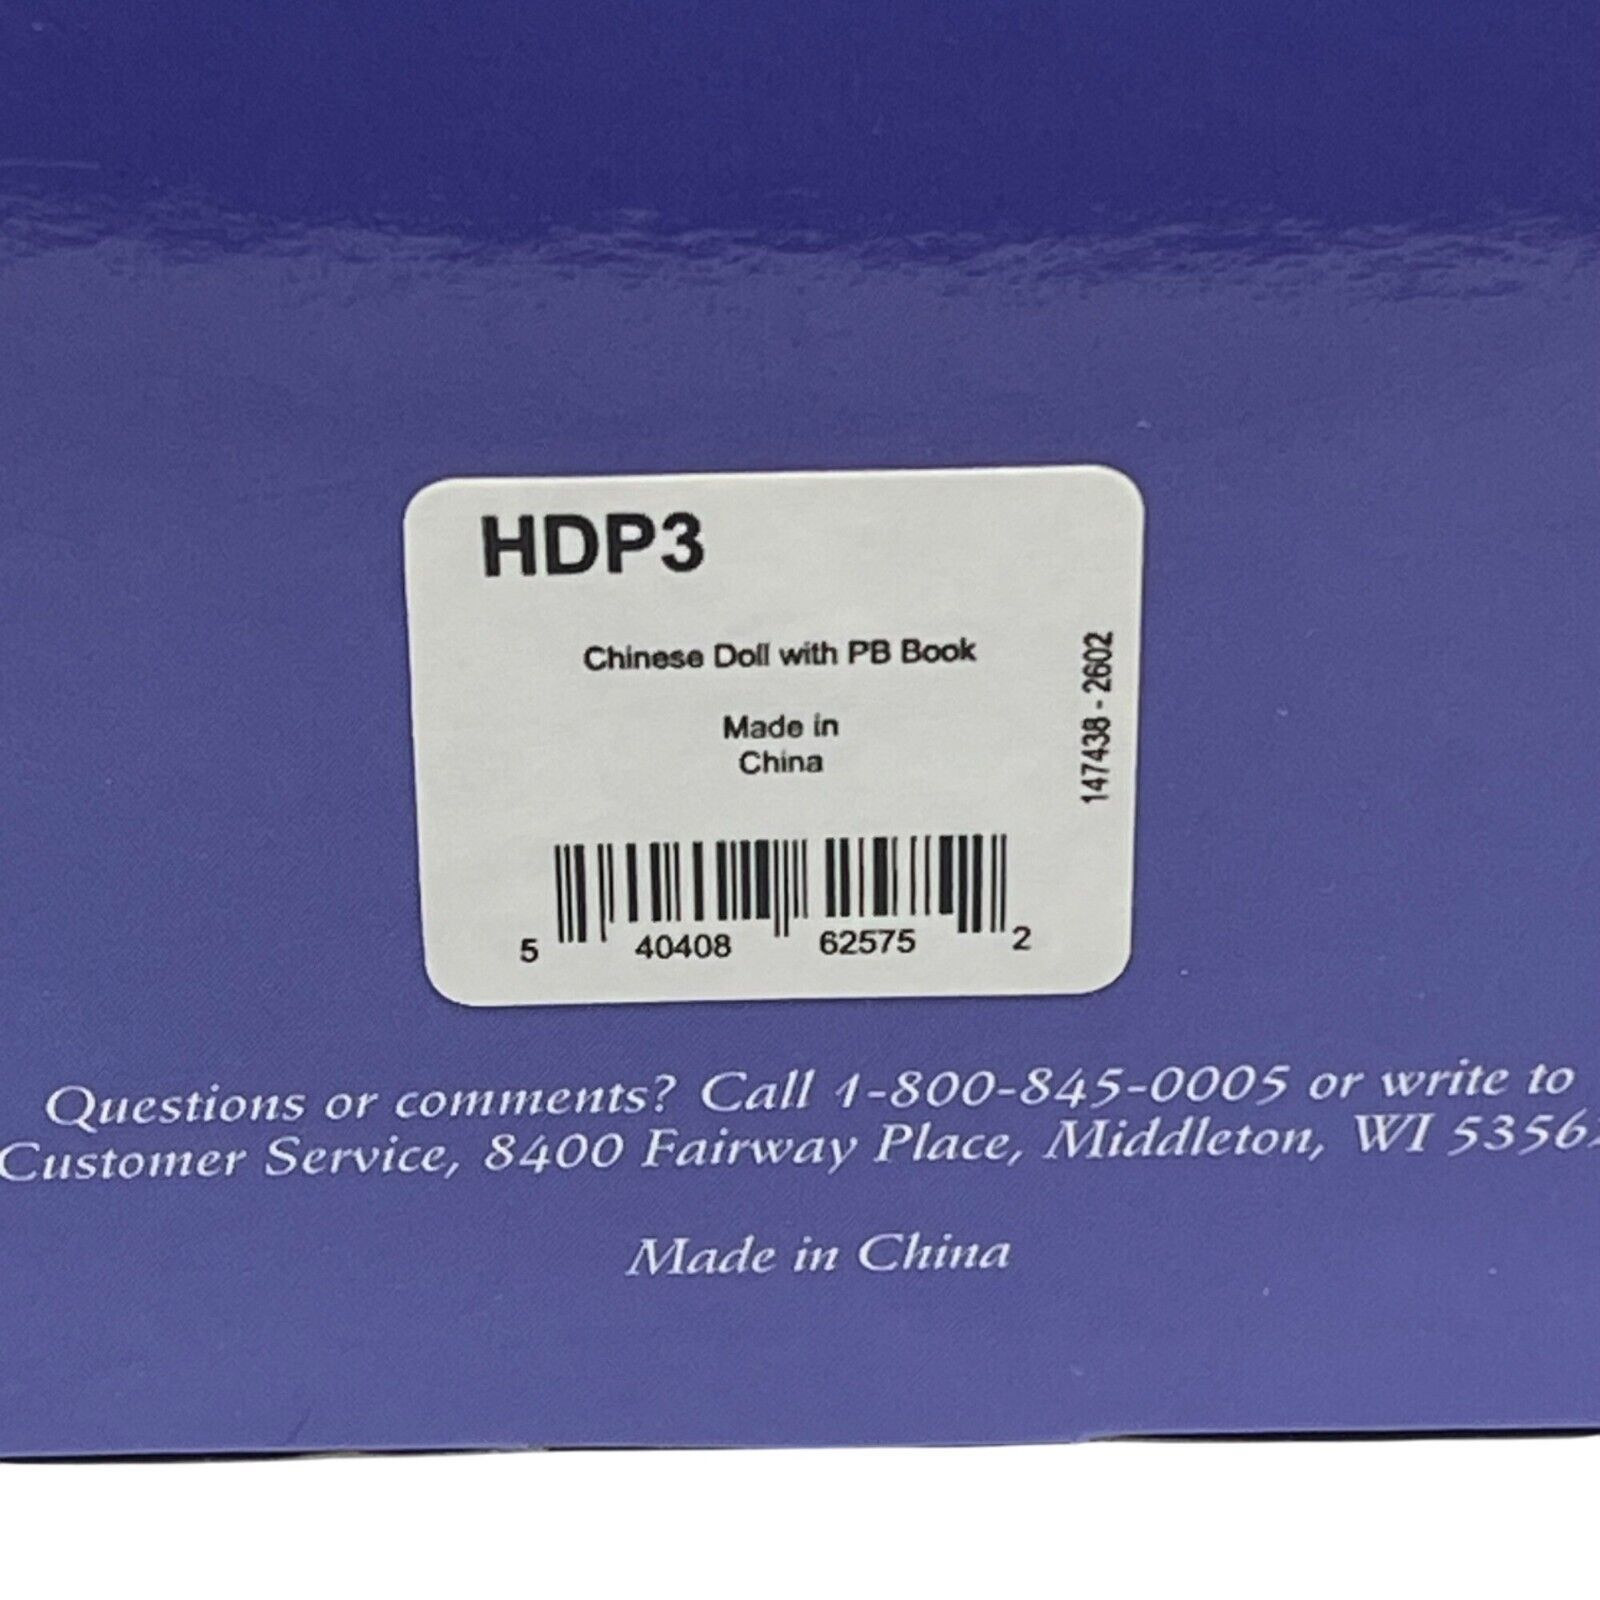 HDP3
Chinese Doll with PB Book
Made in
China
147438 - 2602
5 40408 62575 2
Questions or comments? Call 1-800-845-0005 or write to
Customer Service, 8400 Fairway Place, Middleton, WI
Made in China